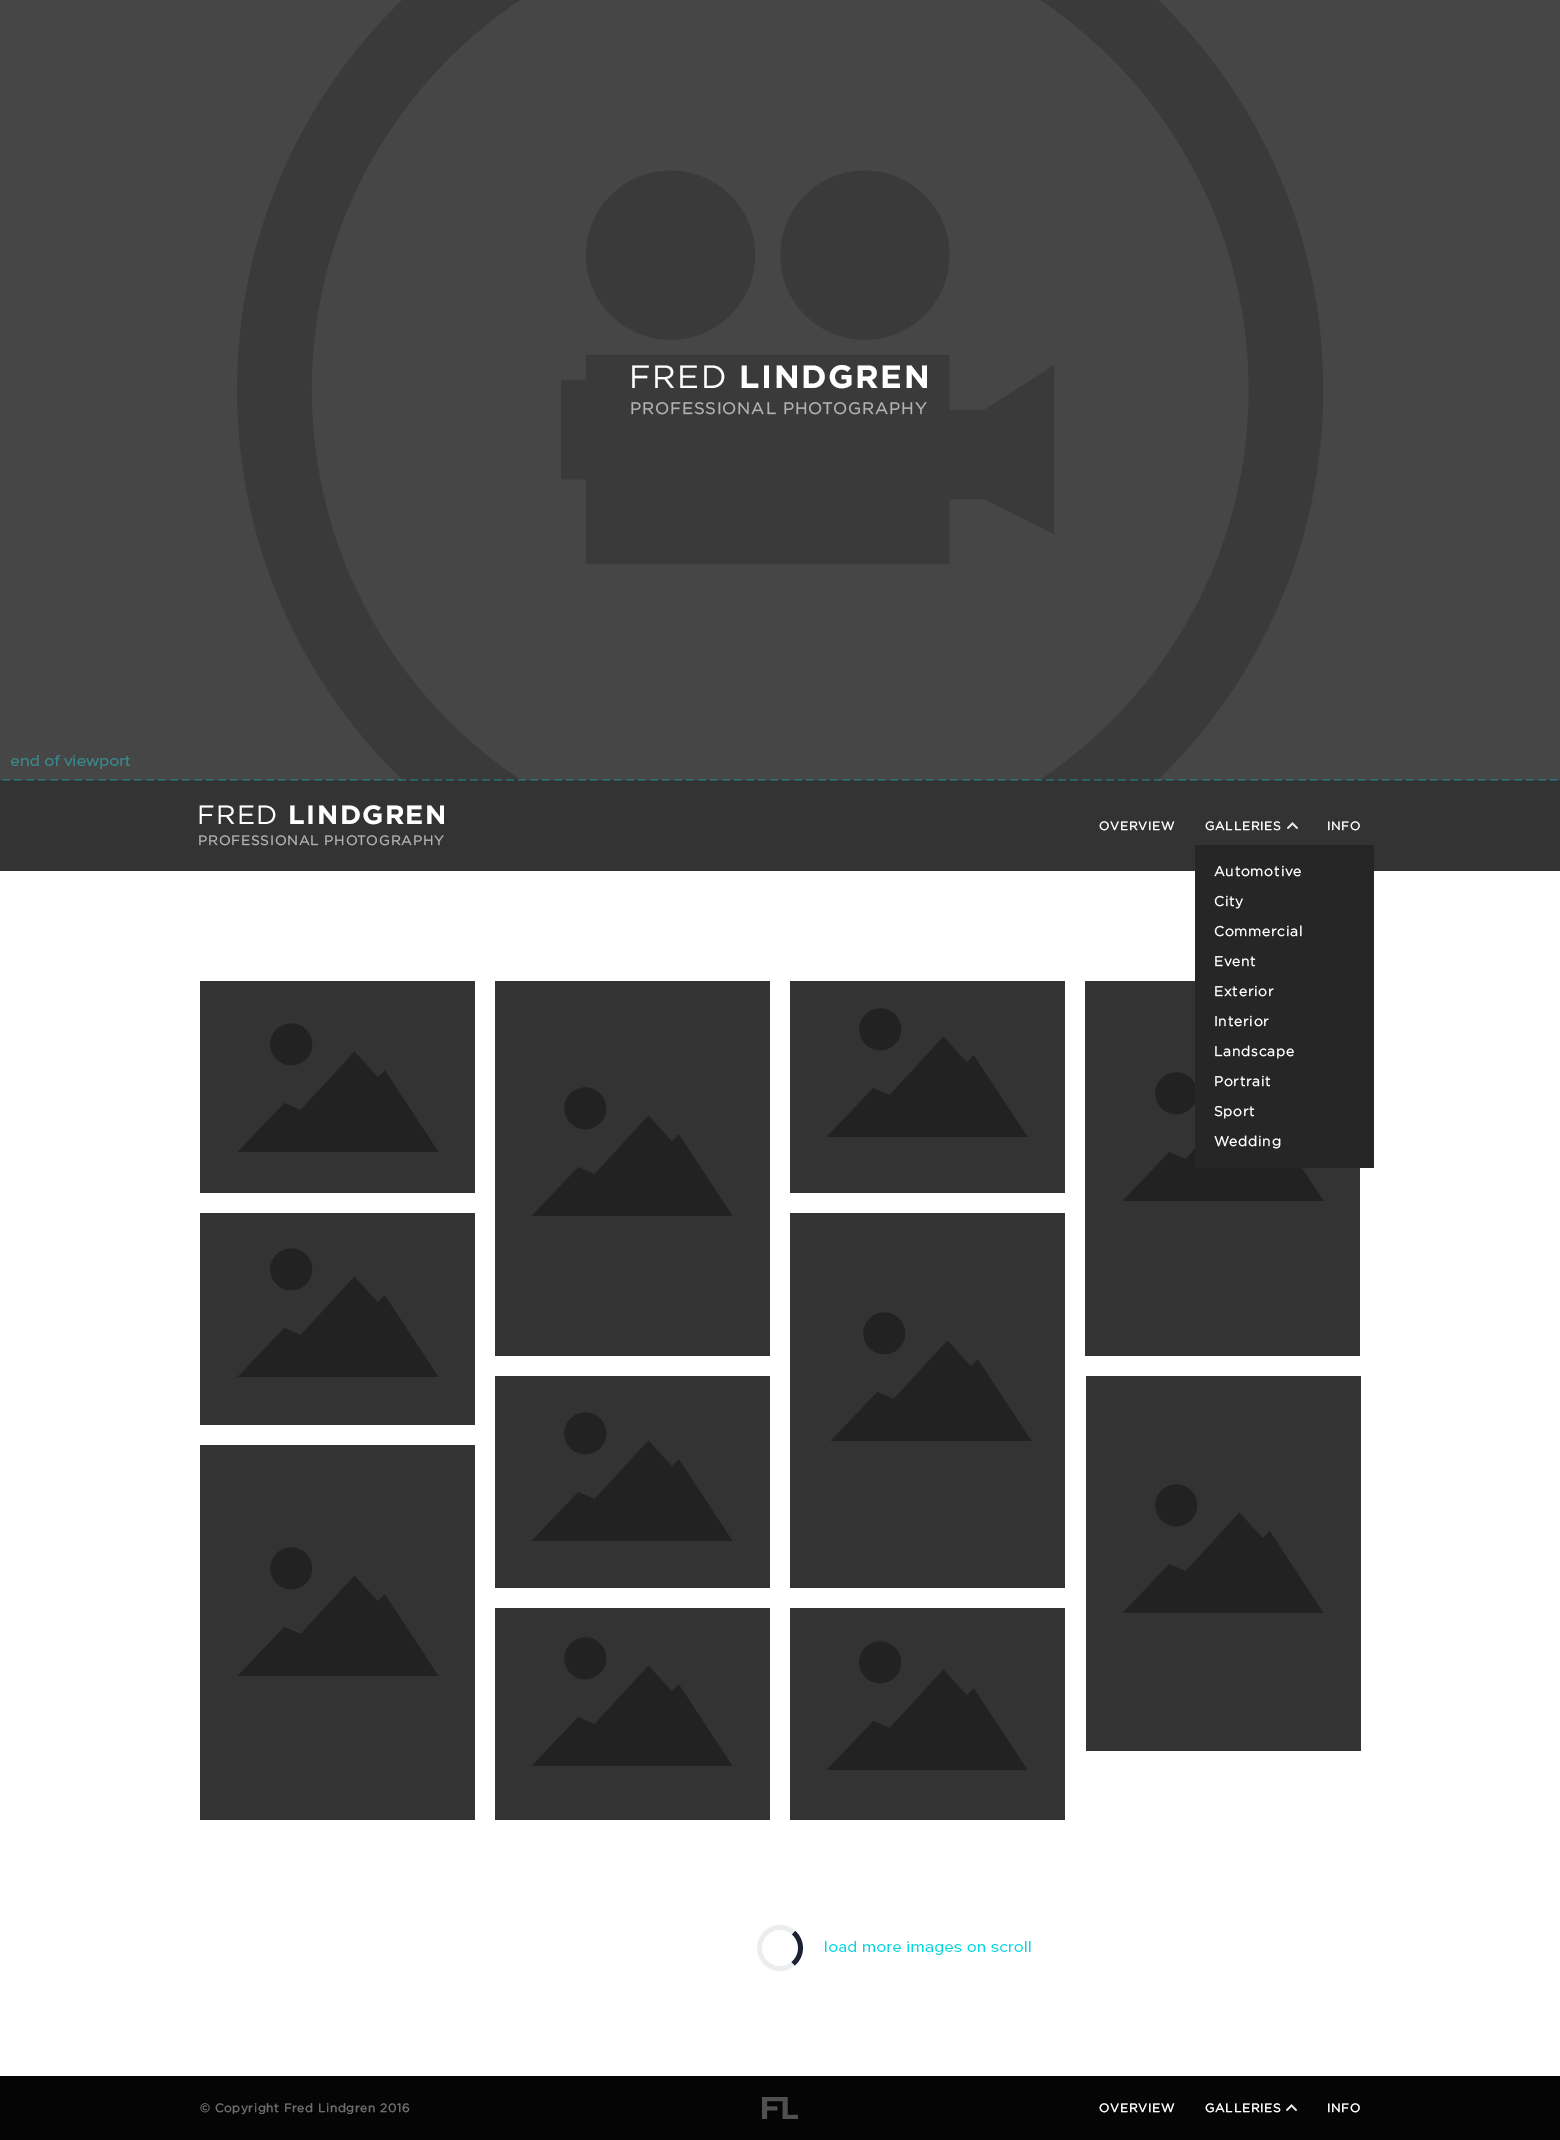 FRED LINDGREN
PROFESSIONAL PHOTOGRAPHY
end of viewport
FRED LINDGREN
PROFESSIONAL PHOTOGRAPHY
OVERVIEW GALLERIES INFO
Automotive
City
Commercial
Event
Exterior
Interior
Landscape
Portrait
Sport
Wedding
load more images on scroll
© Copyright Fred Lindgren 2016
FL
OVERVIEW GALLERIES INFO